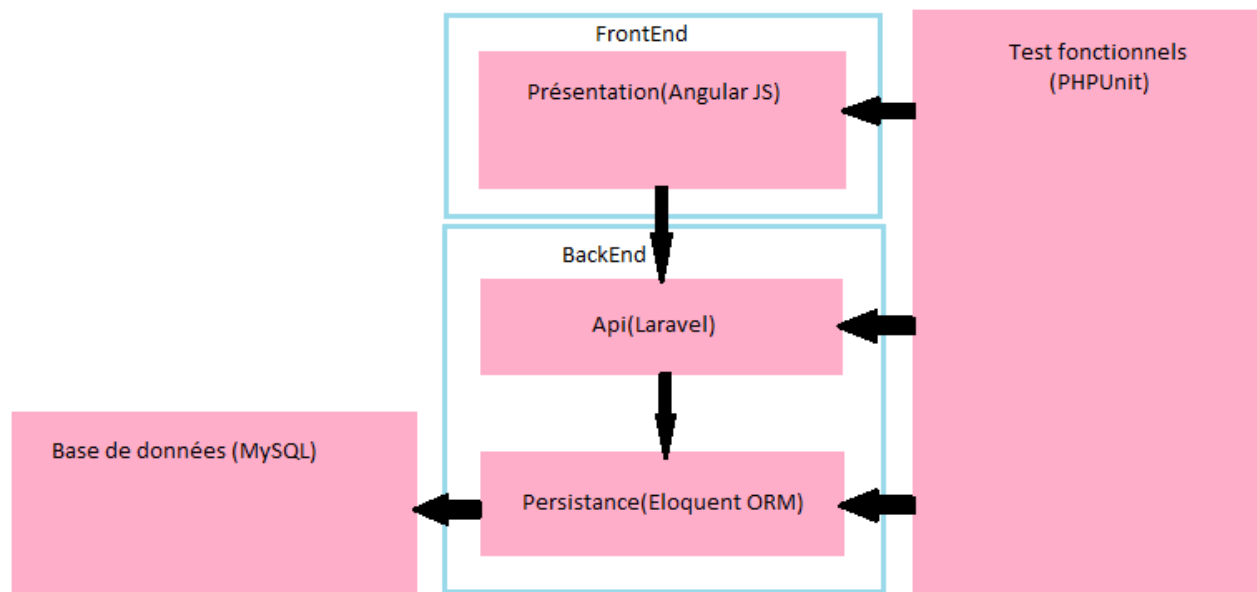 FrontEnd
Présentation(Angular JS)
Test fonctionnels
(PHPUnit)
BackEnd
Api(Laravel)
Base de données (MySQL)
Persistance(Eloquent ORM)